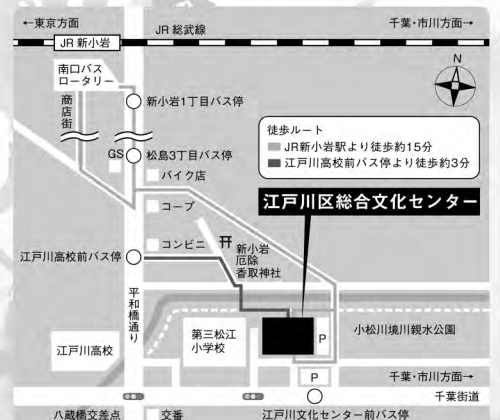 ←東京方面
JR 総武線
千葉・市川方面→
JR 新小岩
南口バス
ロータリー
N
商店街
新小岩1丁目バス停
徒歩ルート
JR新小岩駅より徒歩約15分
江戸川高校前バス停より徒歩約3分
GS
松島3丁目バス停
バイク店
コープ
江戸川区総合文化センター
コンビニ
新小岩
厄除
香取神社
江戸川高校前バス停
平和橋通り
第三松江
小学校
P
小松川境川親水公園
江戸川高校
P
千葉・市川方面→
千葉街道
八蔵橋交差点
交番
江戸川文化センター前バス停